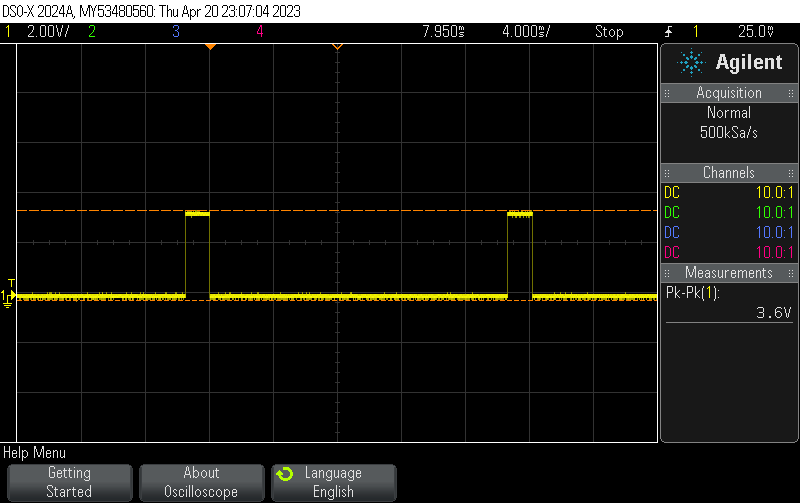 DSO-X 2024A, MY53480560: Thu Apr 20 23:07:04 2023
1 2.00V/ 2 3 4 7.950s 4.000s/ Stop 1 25.0V
Agilent
Acquisition
Normal
500kSa/s
Channels
DC 10.0:1
DC 10.0:1
DC 10.0:1
DC 10.0:1
Measurements
Pk-Pk(1):
3.6V
T
1
Help Menu
Getting
Started
About
Oscilloscope
Language
English